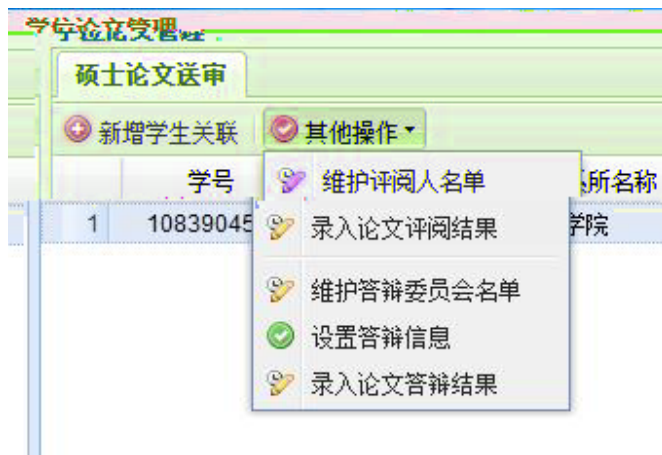 学位论文管理
硕士论文送审
新增学生关联 其他操作
学号 系所名称
维护评阅人名单
1 10839045 学院
录入论文评阅结果
维护答辩委员会名单
设置答辩信息
录入论文答辩结果